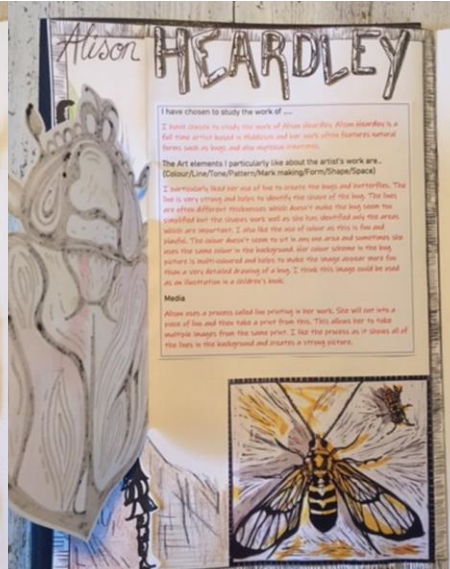 Alison HEARDLEY
I have chosen to study the work of ....
I have chosen to study the work of Alison Heardley. Alison Heardley is a
full time artist based in Middlesex and her work often features natural
forms such as bugs and also mythical creatures.
The Art elements I particularly like about the artist's work are..
(Colour/Line/Tone/Pattern/Mark making/Form/Shape/Space)
I particularly liked her use of line to create the bugs and butterflies. The
line is very strong and helps to identify the shape of the bug. The lines
are often different thicknesses which doesn't make the bug seem too
simplified but the shapes work well as she has identified only the areas
which are important. I also like the use of colour as this is fun and
playful. The colour doesn't seem to sit in any one area and sometimes she
uses the same colour in the background. Her colour scheme in the bug
picture is multi-coloured and helps to make the image appear more fun
than a very detailed drawing of a bug. I think this image could be used
as an illustration in a children's book.
Media
Alison uses a process called lino printing in her work. She will cut into a
piece of lino and then take a print from this. This allows her to take
multiple images from the same print. I like the process as it shows all of
the lines in the background and creates a strong picture.